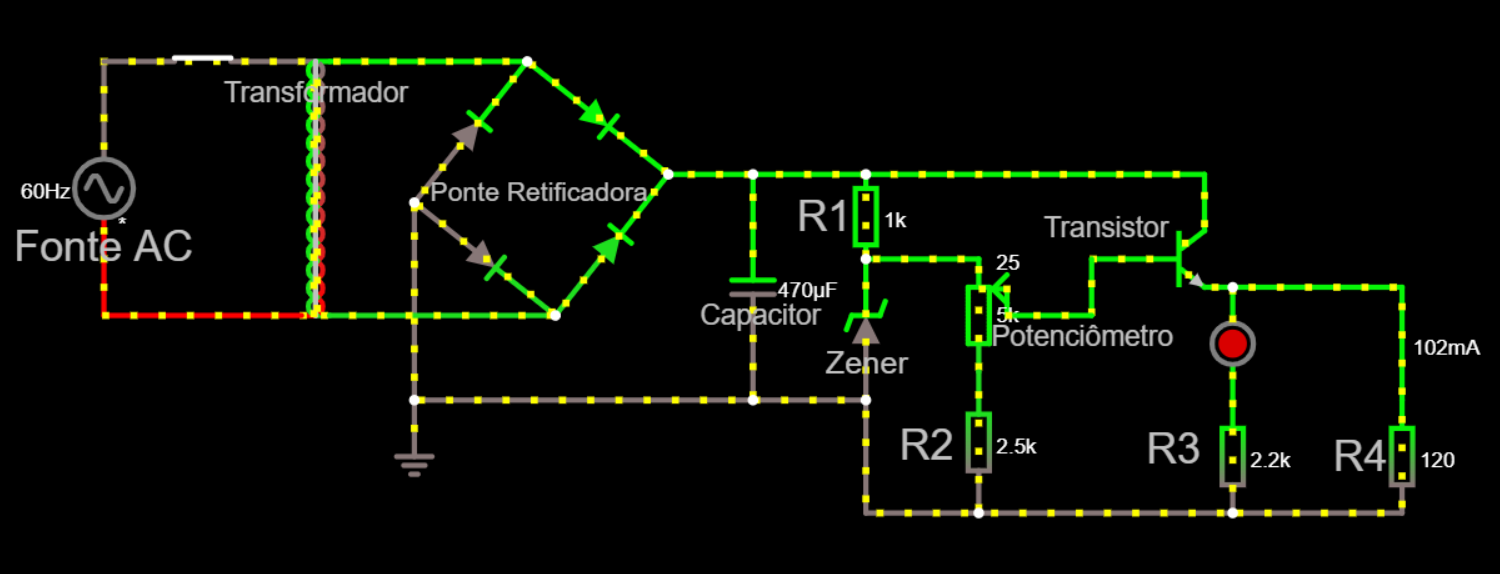 Transformador
60Hz
*
Fonte AC
Ponte Retificadora
470µF
Capacitor
R1
1k
Zener
25
5k
Potenciômetro
Transistor
R2
2.5k
R3
2.2k
102mA
R4
120